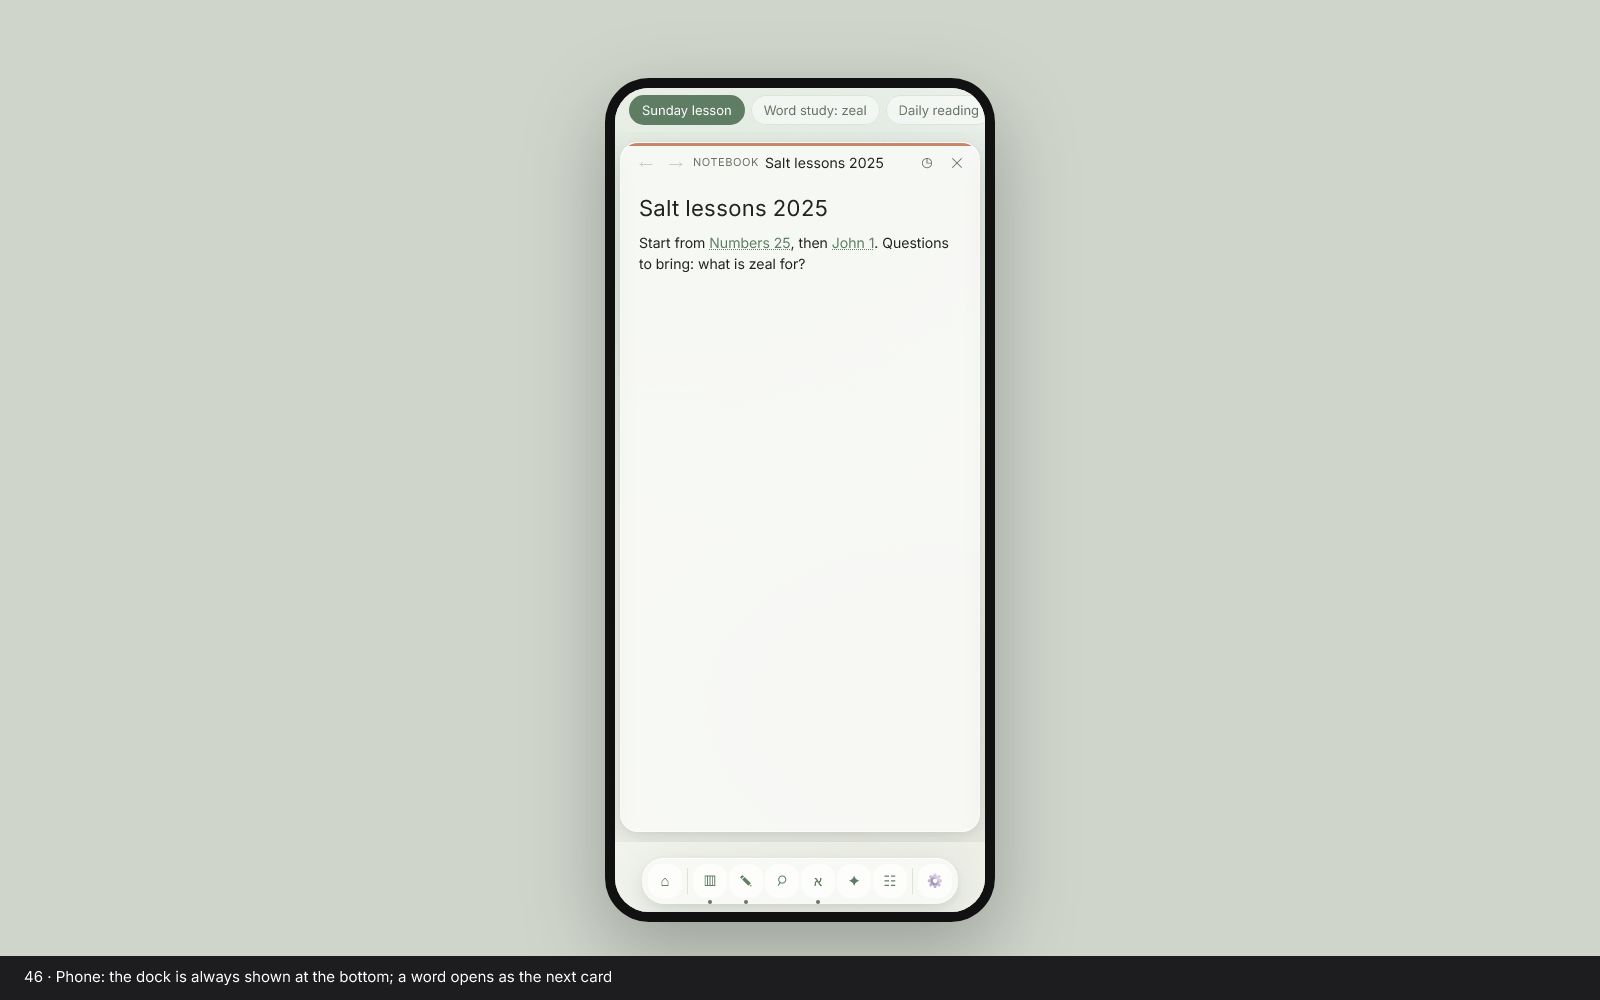 Sunday lesson
Word study: zeal
Daily reading
NOTEBOOK Salt lessons 2025
Salt lessons 2025
Start from Numbers 25, then John 1. Questions
to bring: what is zeal for?
א
46 · Phone: the dock is always shown at the bottom; a word opens as the next card